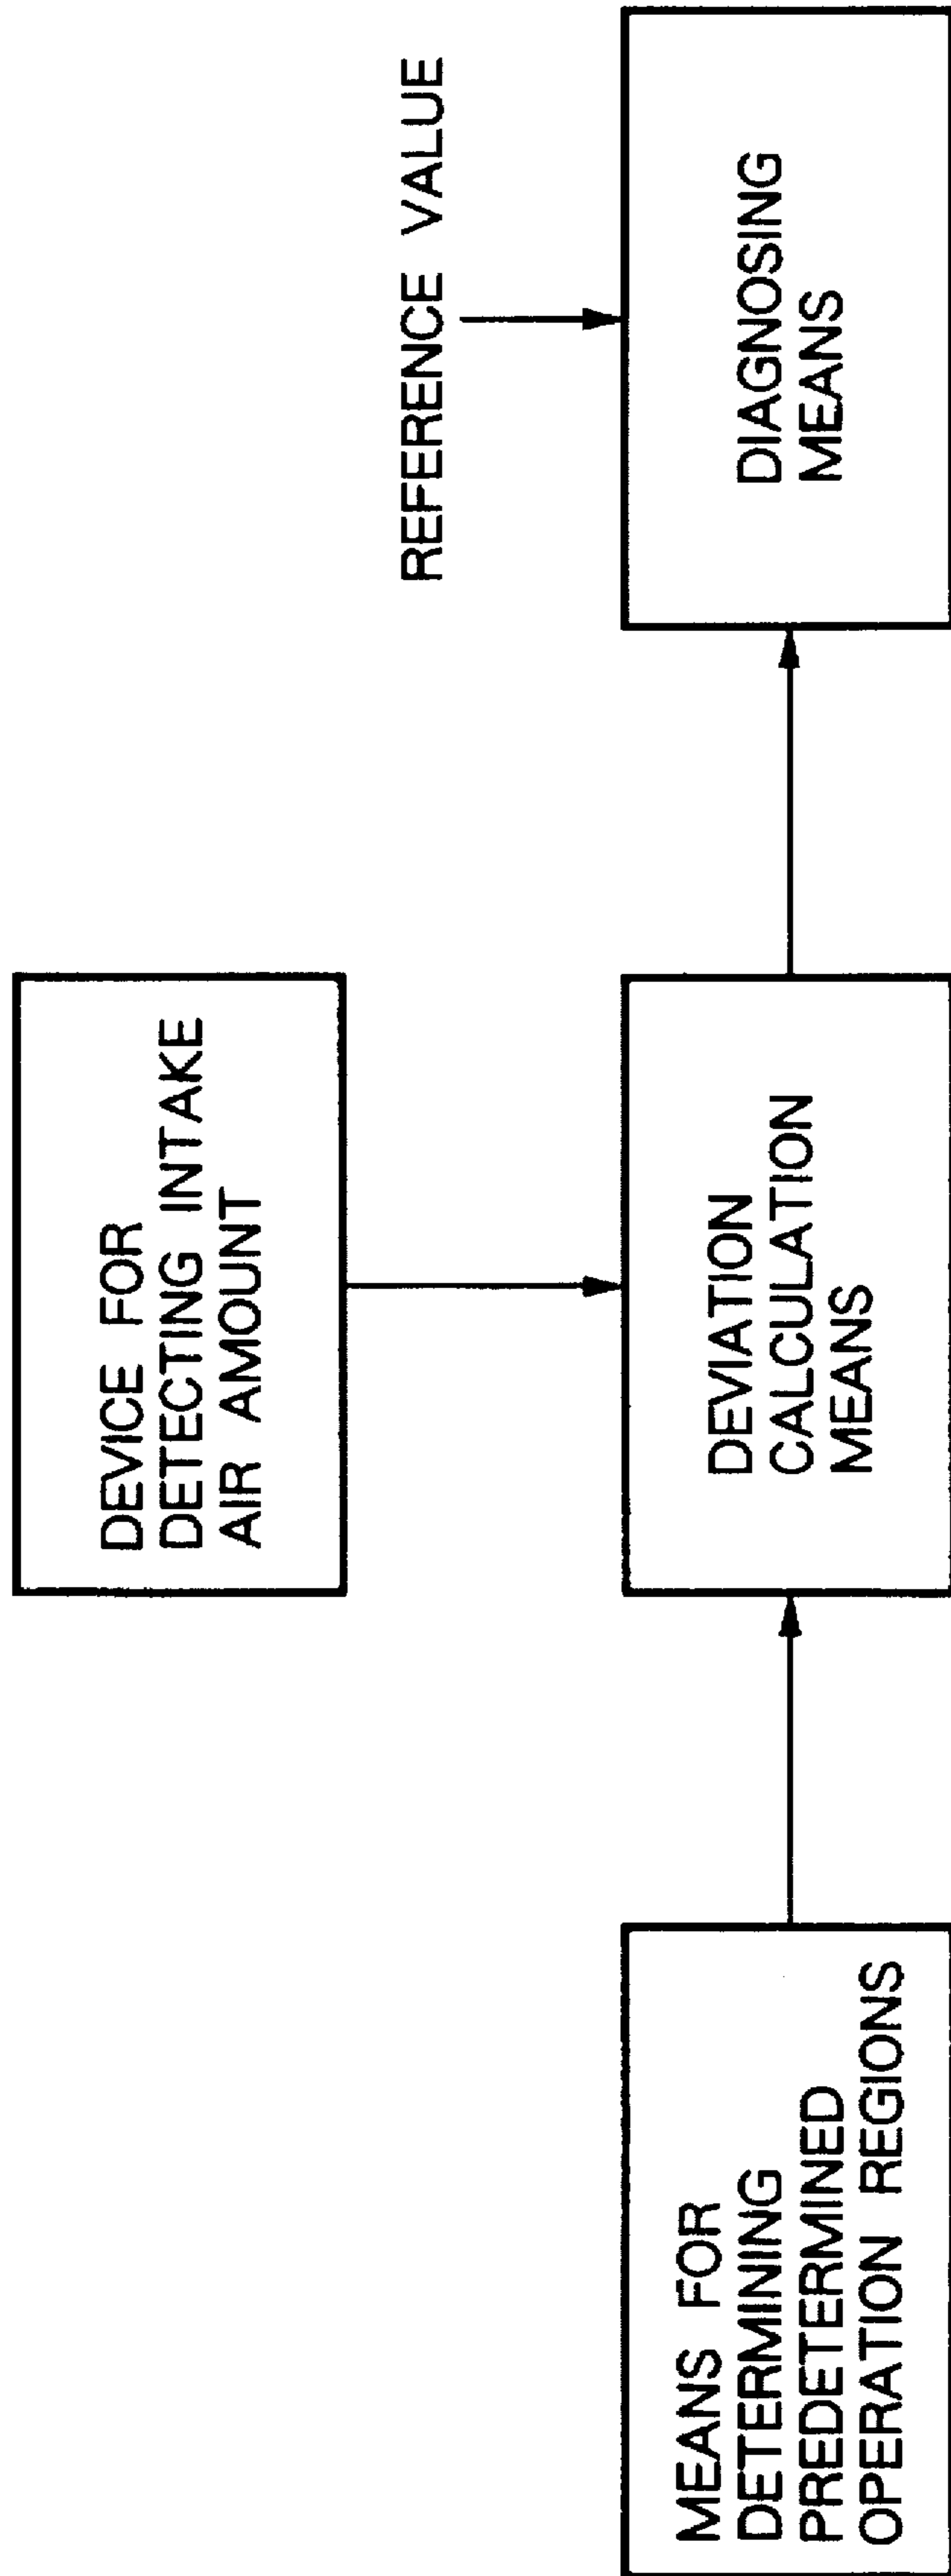 DEVICE FOR
DETECTING INTAKE
AIR AMOUNT
REFERENCE VALUE
MEANS FOR
DETERMINING
PREDETERMINED
OPERATION REGIONS
DEVIATION
CALCULATION
MEANS
DIAGNOSING
MEANS